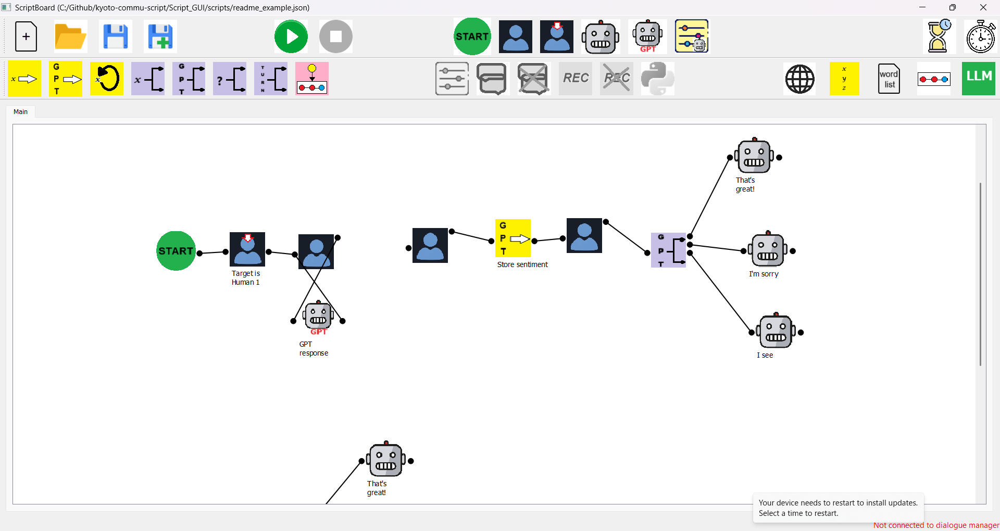 ScriptBoard (C:/Github/kyoto-commu-script/Script_GUI/scripts/readme_example.json)
START
GPT
x
G
P
T
x
x
G
P
T
?
T
U
R
N
REC
REC
x
y
z
word
list
LLM
Main
That's
great!
START
Target is
Human 1
GPT
GPT
response
G
P
T
Store sentiment
G
P
T
I'm sorry
I see
That's
great!
Your device needs to restart to install updates.
Select a time to restart.
Not connected to dialogue manager